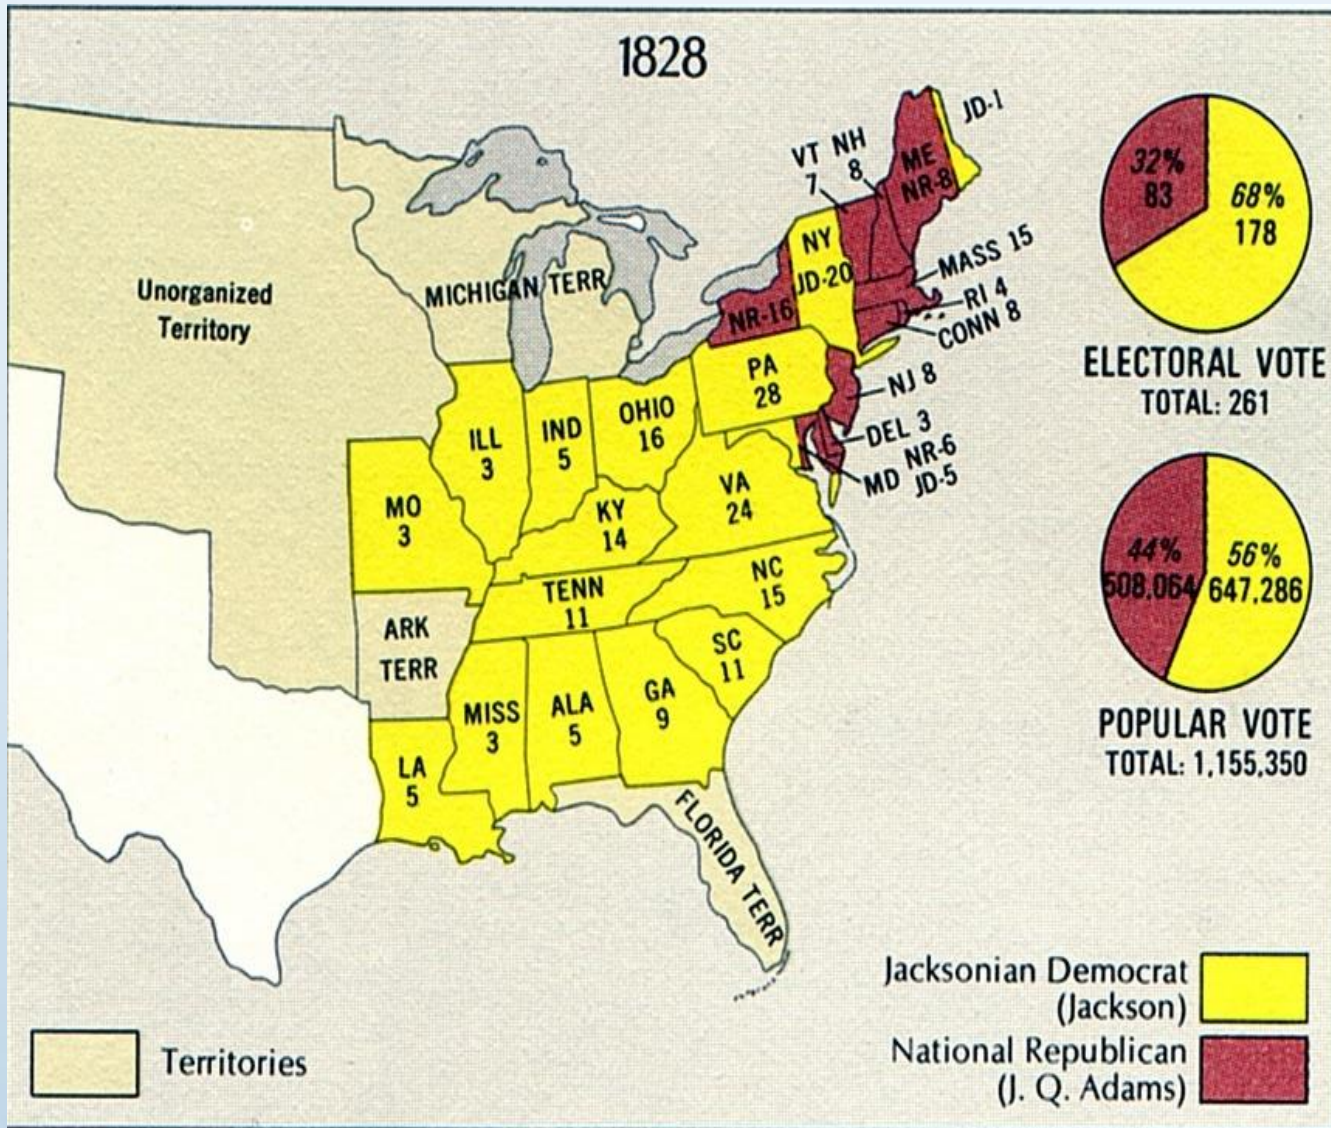 1828
JD-1
VT NH
7 8
ME
NR-8
NY
JD-20
NR-16
MASS 15
RI 4
CONN 8
NJ 8
DEL 3
MD NR-6
JD-5
Unorganized
Territory
MICHIGAN TERR
PA
28
OHIO
16
IND
5
ILL
3
MO
3
KY
14
VA
24
TENN
11
NC
15
ARK
TERR
SC
11
MISS
3
ALA
5
GA
9
LA
5
FLORIDA TERR
32%
83
68%
178
ELECTORAL VOTE
TOTAL: 261
44%
508,064
56%
647,286
POPULAR VOTE
TOTAL: 1,155,350
Jacksonian Democrat
(Jackson)
National Republican
(J. Q. Adams)
Territories